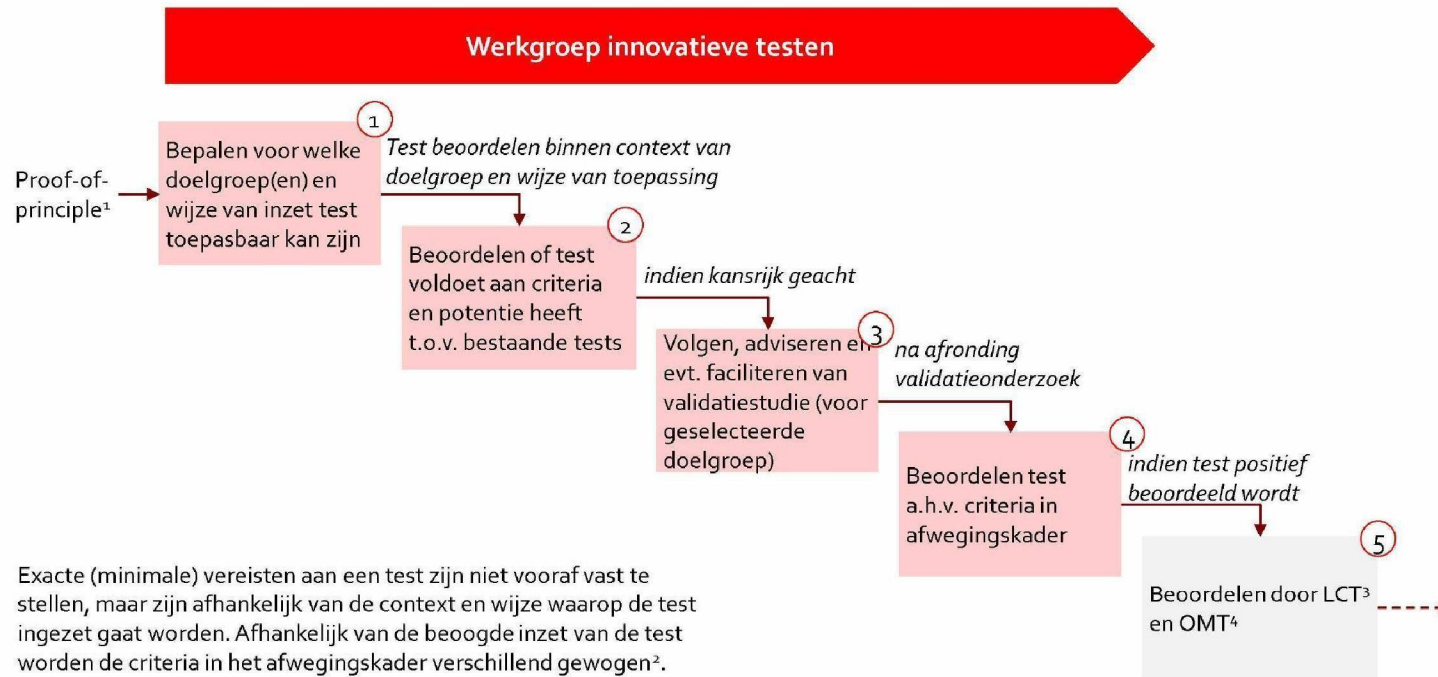 Werkgroep innovatieve testen
Proof-of-
principle¹
1
Bepalen voor welke
doelgroep(en) en
wijze van inzet test
toepasbaar kan zijn
Test beoordelen binnen context van
doelgroep en wijze van toepassing
2
Beoordelen of test
voldoet aan criteria
en potentie heeft
t.o.v. bestaande tests
indien kansrijk geacht
3
Volgen, adviseren en
evt. faciliteren van
validatiestudie (voor
geselecteerde
doelgroep)
na afronding
validatieonderzoek
4
Beoordelen test
a.h.v. criteria in
afwegingskader
indien test positief
beoordeeld wordt
5
Beoordelen door LCT³
en OMT⁴
Exacte (minimale) vereisten aan een test zijn niet vooraf vast te
stellen, maar zijn afhankelijk van de context en wijze waarop de test
ingezet gaat worden. Afhankelijk van de beoogde inzet van de test
worden de criteria in het afwegingskader verschillend gewogen².